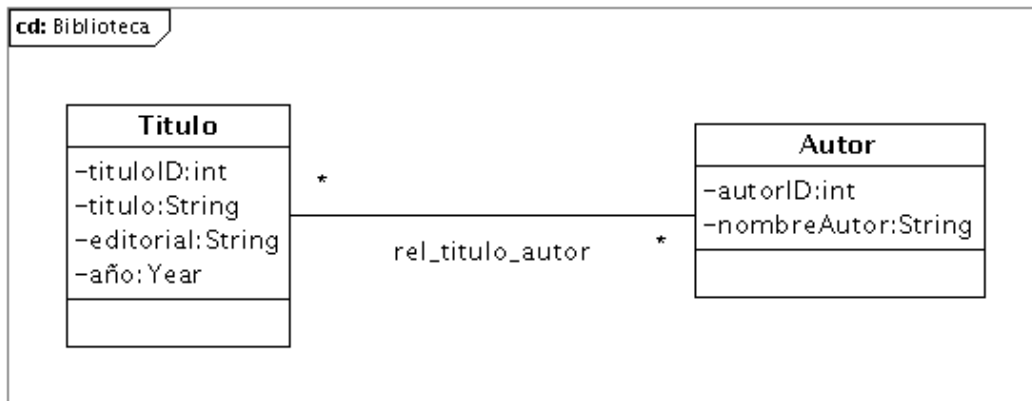 cd: Biblioteca
Titulo
-tituloID:int
-titulo:String
-editorial:String
-año:Year
*
rel_titulo_autor
*
Autor
-autorID:int
-nombreAutor:String